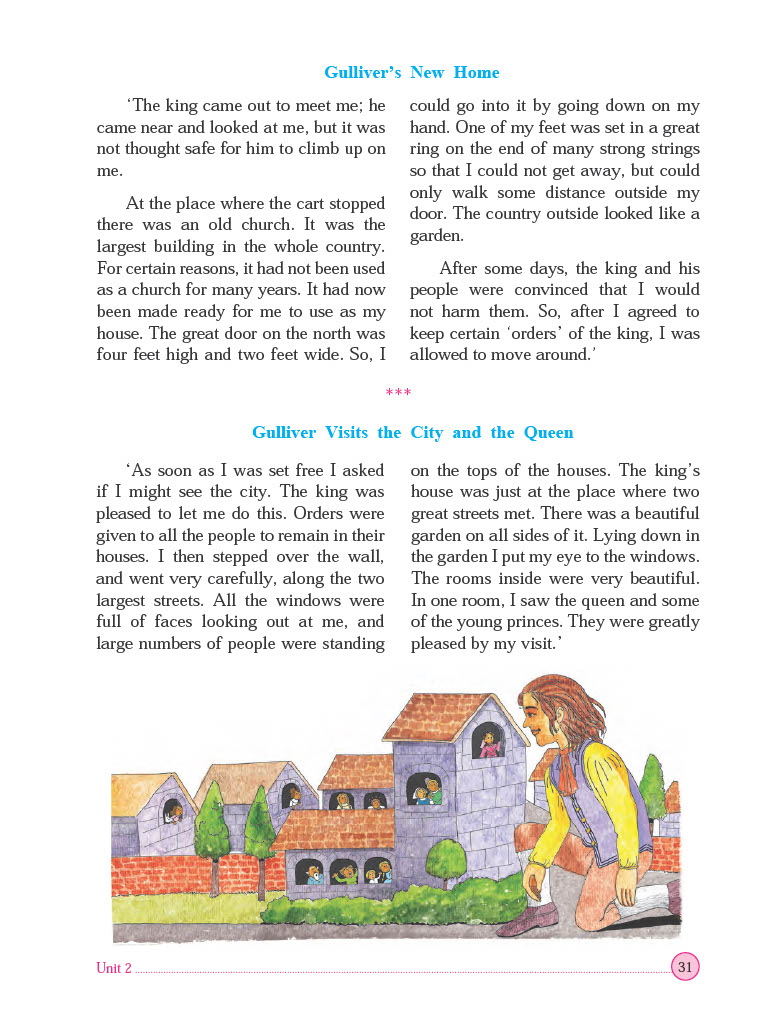 Gulliver's New Home
‘The king came out to meet me; he
came near and looked at me, but it was
not thought safe for him to climb up on
me.
At the place where the cart stopped
there was an old church. It was the
largest building in the whole country.
For certain reasons, it had not been used
as a church for many years. It had now
been made ready for me to use as my
house. The great door on the north was
four feet high and two feet wide. So, I
could go into it by going down on my
hand. One of my feet was set in a great
ring on the end of many strong strings
so that I could not get away, but could
only walk some distance outside my
door. The country outside looked like a
garden.
After some days, the king and his
people were convinced that I would
not harm them. So, after I agreed to
keep certain ‘orders’ of the king, I was
allowed to move around.’
***
Gulliver Visits the City and the Queen
‘As soon as I was set free I asked
if I might see the city. The king was
pleased to let me do this. Orders were
given to all the people to remain in their
houses. I then stepped over the wall,
and went very carefully, along the two
largest streets. All the windows were
full of faces looking out at me, and
large numbers of people were standing
on the tops of the houses. The king’s
house was just at the place where two
great streets met. There was a beautiful
garden on all sides of it. Lying down in
the garden I put my eye to the windows.
The rooms inside were very beautiful.
In one room, I saw the queen and some
of the young princes. They were greatly
pleased by my visit.’
Unit 2
31